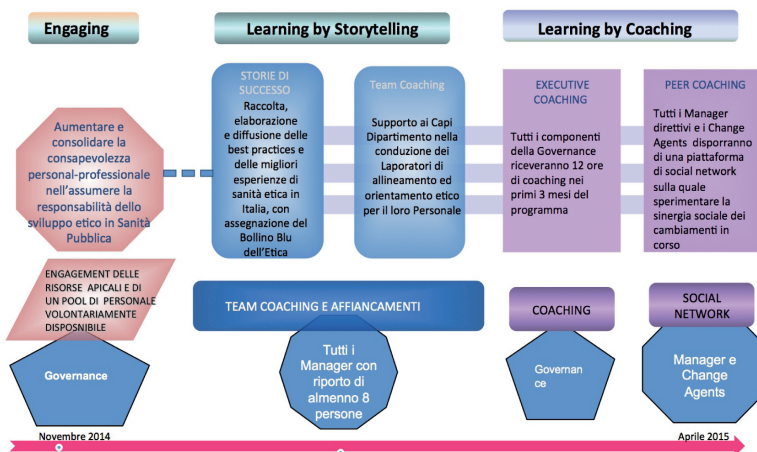 Engaging
Learning by Storytelling
Learning by Coaching
Aumentare e
consolidare la
consapevolezza
personal-professionale
nell'assumere la
responsabilità dello
sviluppo etico in Sanità
Pubblica
STORIE DI
SUCCESSO
Raccolta,
elaborazione
e diffusione delle
best practices e
delle migliori
esperienze di
sanità etica in
Italia, con
assegnazione del
Bollino Blu
dell'Etica
Team Coaching
Supporto ai Capi
Dipartimento nella
conduzione dei
Laporatori di
allineamento ed
orientamento etico
per il loro Personale
EXECUTIVE
COACHING
Tutti i componenti
della Governance
riceveranno 12 ore
di coaching nei
primi 3 mesi del
programma
PEER COACHING
Tutti i Manager
direttivi e i Change
Agents disporranno
di una piattaforma
di social network
sulla quale
sperimentare la
sinergia sociale dei
cambiamenti in
corso
ENGAGEMENT DELLE
RISORSE APICALI E DI
UN POOL DI PERSONALE
VOLONTARIAMENTE
DISPNIBILE
TEAM COACHING E AFFIANCAMENTI
COACHING
SOCIAL
NETWORK
Governance
Tutti i
Manager con
riporto di
almenno 8
persone
Governan
ce
Manager e
Change
Agents
Novembre 2014
Aprile 2015